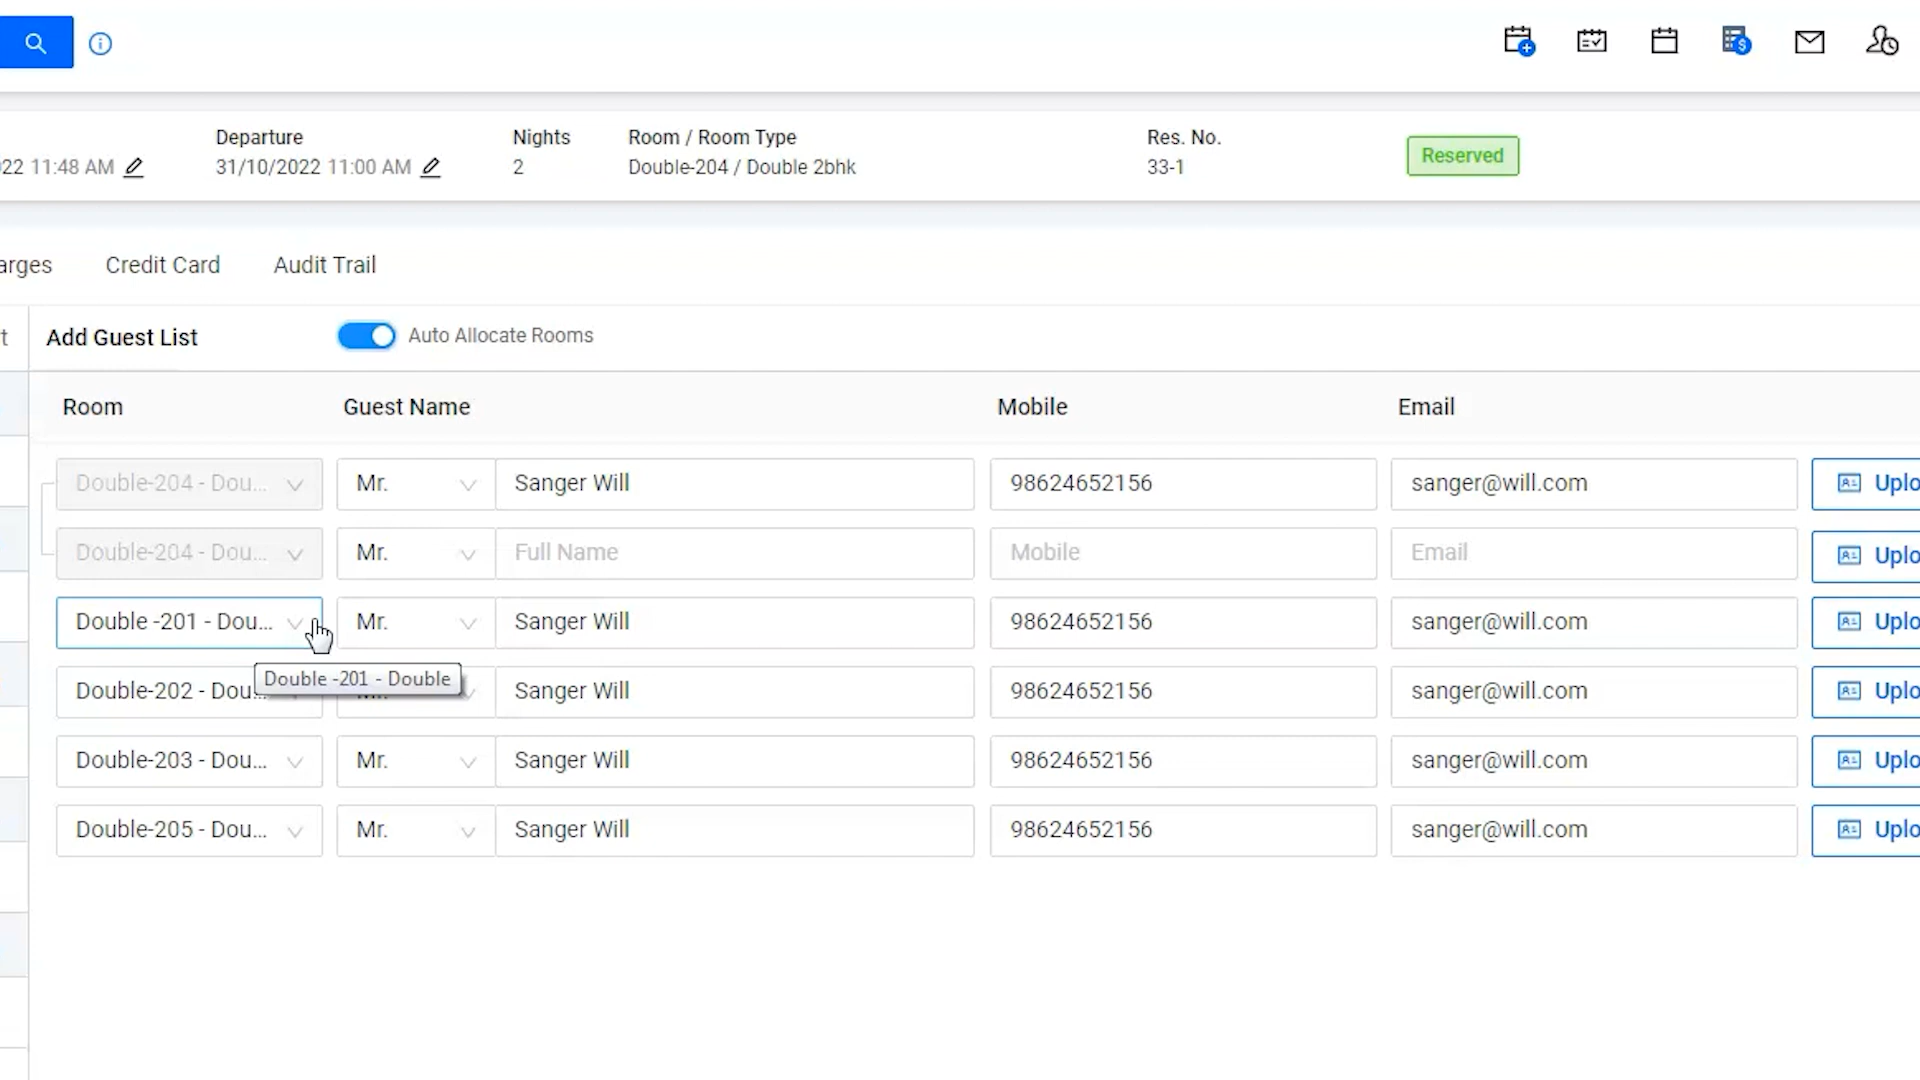 Departure Nights Room / Room Type Res. No.
22 11:48 AM 31/10/2022 11:00 AM 2 Double-204 / Double 2bhk 33-1 Reserved
arges Credit Card Audit Trail
t Add Guest List Auto Allocate Rooms
Room Guest Name Mobile Email
Double-204 - Dou... Mr. Sanger Will 98624652156 sanger@will.com Uplo
Double-204 - Dou... Mr. Full Name Mobile Email Uplo
Double -201 - Dou... Mr. Sanger Will 98624652156 sanger@will.com Uplo
Double -201 - Double
Double-202 - Dou... Mr. Sanger Will 98624652156 sanger@will.com Uplo
Double-203 - Dou... Mr. Sanger Will 98624652156 sanger@will.com Uplo
Double-205 - Dou... Mr. Sanger Will 98624652156 sanger@will.com Uplo